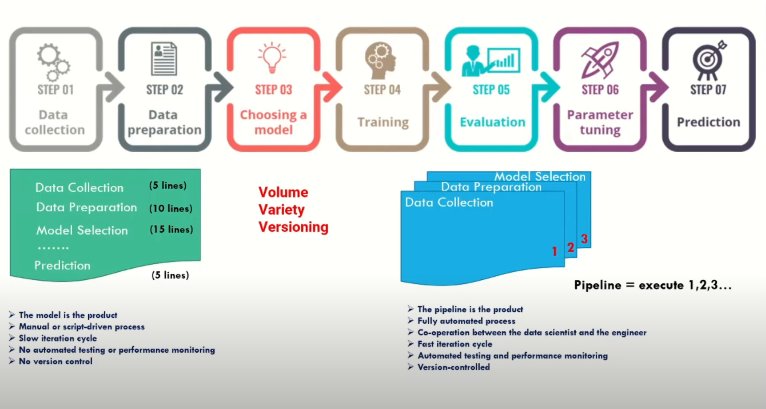 STEP 01
Data
collection
STEP 02
Data
preparation
STEP 03
Choosing a
model
STEP 04
Training
STEP 05
Evaluation
STEP 06
Parameter
tuning
STEP 07
Prediction
Data Collection (5 lines)
Data Preparation (10 lines)
Model Selection (15 lines)
.......
Prediction
(5 lines)
Volume
Variety
Versioning
Model Selection
Data Preparation
Data Collection
1
2
3
Pipeline = execute 1,2,3...
➢ The model is the product
➢ Manual or script-driven process
➢ Slow iteration cycle
➢ No automated testing or performance monitoring
➢ No version control
➢ The pipeline is the product
➢ Fully automated process
➢ Co-operation between the data scientist and the engineer
➢ Fast iteration cycle
➢ Automated testing and performance monitoring
➢ Version-controlled